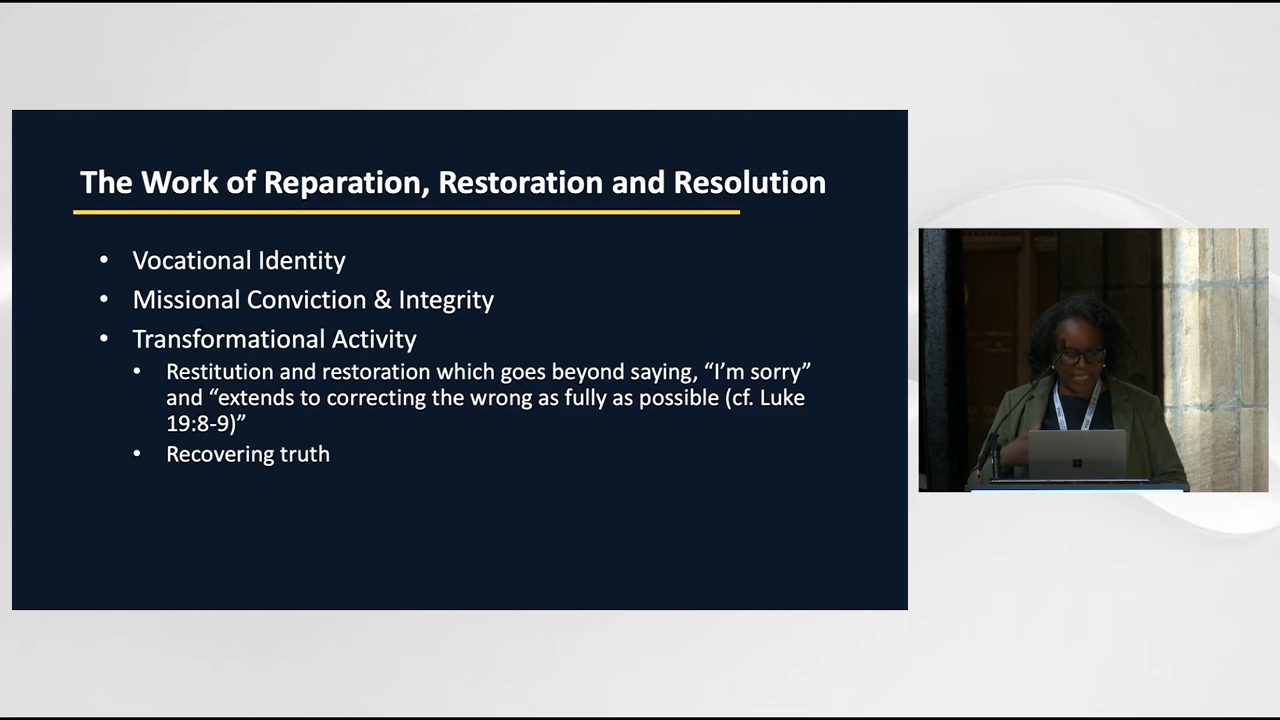 The Work of Reparation, Restoration and Resolution
• Vocational Identity
• Missional Conviction & Integrity
• Transformational Activity
• Restitution and restoration which goes beyond saying, “I’m sorry”
and “extends to correcting the wrong as fully as possible (cf. Luke
19:8-9)”
• Recovering truth